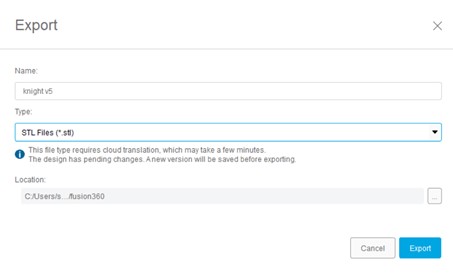 Export
Name:
knight v5
Type:
STL Files (*.stl)
This file type requires cloud translation, which may take a few minutes.
The design has pending changes. A new version will be saved before exporting.
Location:
C:/Users/s.../fusion360
...
Cancel Export